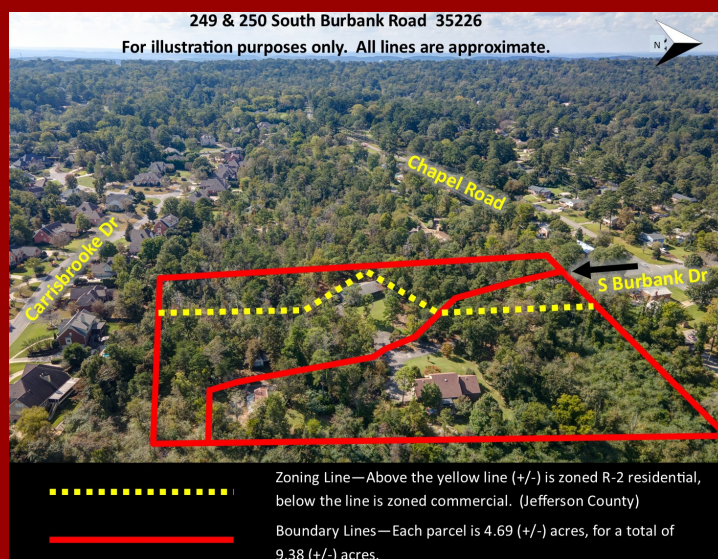 249 & 250 South Burbank Road  35226
For illustration purposes only.  All lines are approximate.
N
Chapel Road
Carrisbrooke Dr
S Burbank Dr
Zoning Line—Above the yellow line (+/-) is zoned R-2 residential,
below the line is zoned commercial.  (Jefferson County)
Boundary Lines—Each parcel is 4.69 (+/-) acres, for a total of
9.38 (+/-) acres.